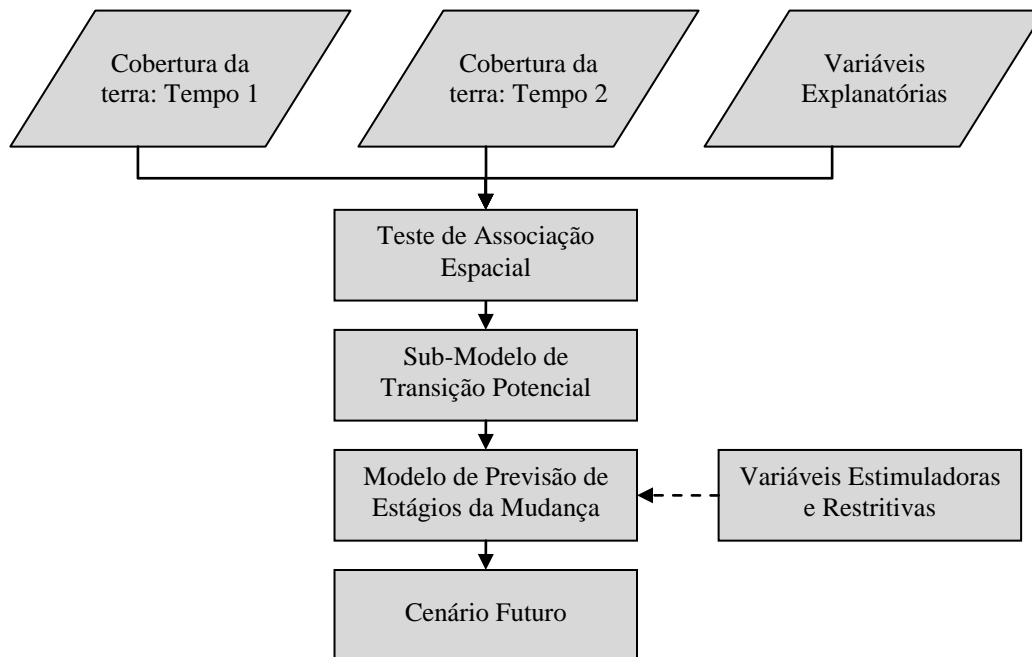 Cobertura da
terra: Tempo 1
Cobertura da
terra: Tempo 2
Variáveis
Explanatórias
Teste de Associação
Espacial
Sub-Modelo de
Transição Potencial
Modelo de Previsão de
Estágios da Mudança
Variáveis Estimuladoras
e Restritivas
Cenário Futuro